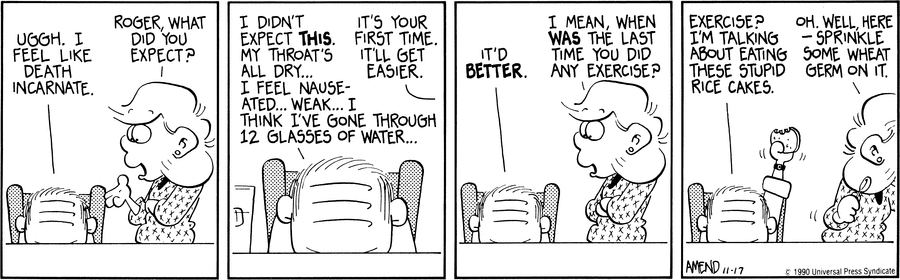 UGGH. I
FEEL LIKE
DEATH
INCARNATE.
ROGER, WHAT
DID YOU
EXPECT?
I DIDN'T
EXPECT THIS.
MY THROAT'S
ALL DRY...
I FEEL NAUSE-
ATED... WEAK... I
THINK I'VE GONE THROUGH
12 GLASSES OF WATER...
IT'S YOUR
FIRST TIME.
IT'LL GET
EASIER.
IT'D
BETTER.
I MEAN, WHEN
WAS THE LAST
TIME YOU DID
ANY EXERCISE?
EXERCISE?
I'M TALKING
ABOUT EATING
THESE STUPID
RICE CAKES.
OH. WELL, HERE
– SPRINKLE
SOME WHEAT
GERM ON IT.
AMEND 11-17
© 1990 Universal Press Syndicate